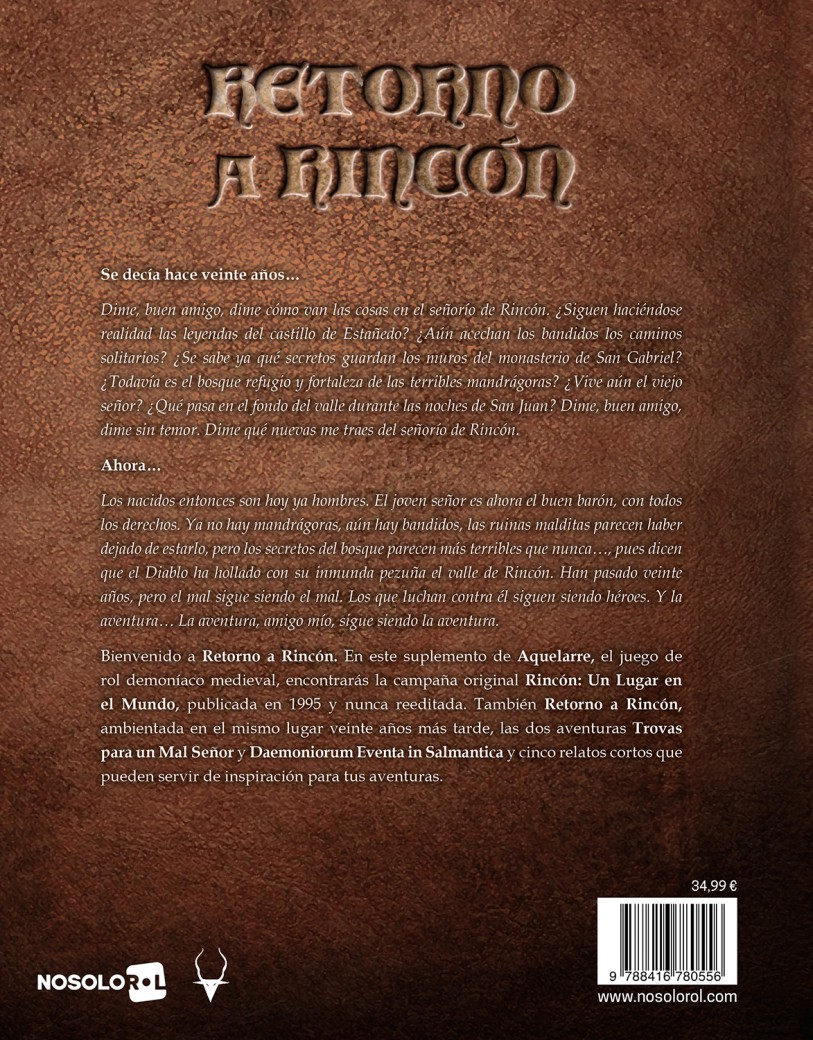 RETORNO
A RINCÓN
Se decía hace veinte años…
Dime, buen amigo, dime cómo van las cosas en el señorío de Rincón. ¿Siguen haciéndose
realidad las leyendas del castillo de Estañedo? ¿Aún acechan los bandidos los caminos
solitarios? ¿Se sabe ya qué secretos guardan los muros del monasterio de San Gabriel?
¿Todavía es el bosque refugio y fortaleza de las terribles mandrágoras? ¿Vive aún el viejo
señor? ¿Qué pasa en el fondo del valle durante las noches de San Juan? Dime, buen amigo,
dime sin temor. Dime qué nuevas me traes del señorío de Rincón.
Ahora…
Los nacidos entonces son hoy ya hombres. El joven señor es ahora el buen barón, con todos
los derechos. Ya no hay mandrágoras, aún hay bandidos, las ruinas malditas parecen haber
dejado de estarlo, pero los secretos del bosque parecen más terribles que nunca…, pues dicen
que el Diablo ha hollado con su inmunda pezuña el valle de Rincón. Han pasado veinte
años, pero el mal sigue siendo el mal. Los que luchan contra él siguen siendo héroes. Y la
aventura… La aventura, amigo mío, sigue siendo la aventura.
Bienvenido a Retorno a Rincón. En este suplemento de Aquelarre, el juego de
rol demoníaco medieval, encontrarás la campaña original Rincón: Un Lugar en
el Mundo, publicada en 1995 y nunca reeditada. También Retorno a Rincón,
ambientada en el mismo lugar veinte años más tarde, las dos aventuras Trovas
para un Mal Señor y Daemoniorum Eventa in Salmantica y cinco relatos cortos que
pueden servir de inspiración para tus aventuras.
34,99 €
9 788416 780556
www.nosolorol.com
NOSOLOROL